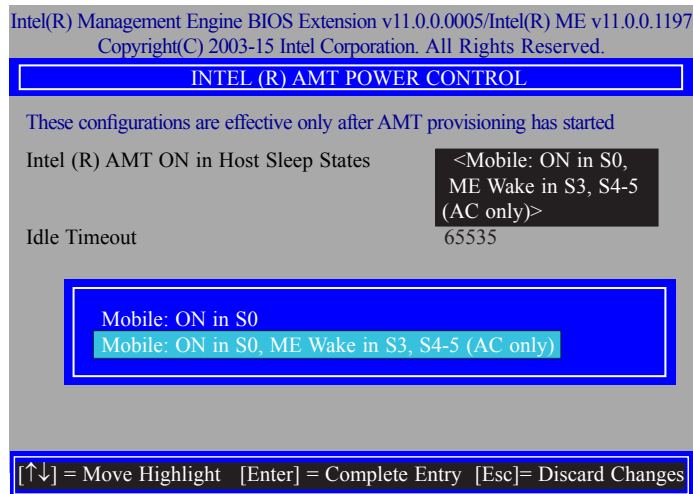 Intel(R) Management Engine BIOS Extension v11.0.0.0005/Intel(R) ME v11.0.0.1197
Copyright(C) 2003-15 Intel Corporation. All Rights Reserved.
INTEL (R) AMT POWER CONTROL
These configurations are effective only after AMT provisioning has started
Intel (R) AMT ON in Host Sleep States
<Mobile: ON in S0,
ME Wake in S3, S4-5
(AC only)>
Idle Timeout 65535
Mobile: ON in S0
Mobile: ON in S0, ME Wake in S3, S4-5 (AC only)
[↑↓] = Move Highlight [Enter] = Complete Entry [Esc]= Discard Changes